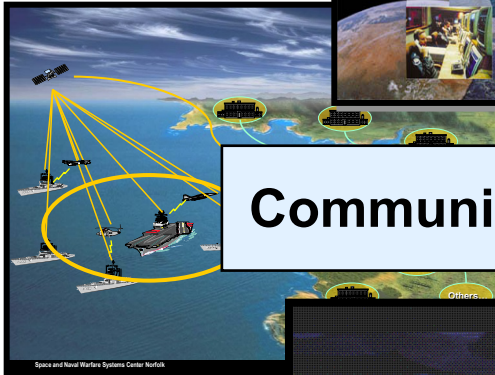 Communi
Others...
Space and Naval Warfare Systems Center Norfolk